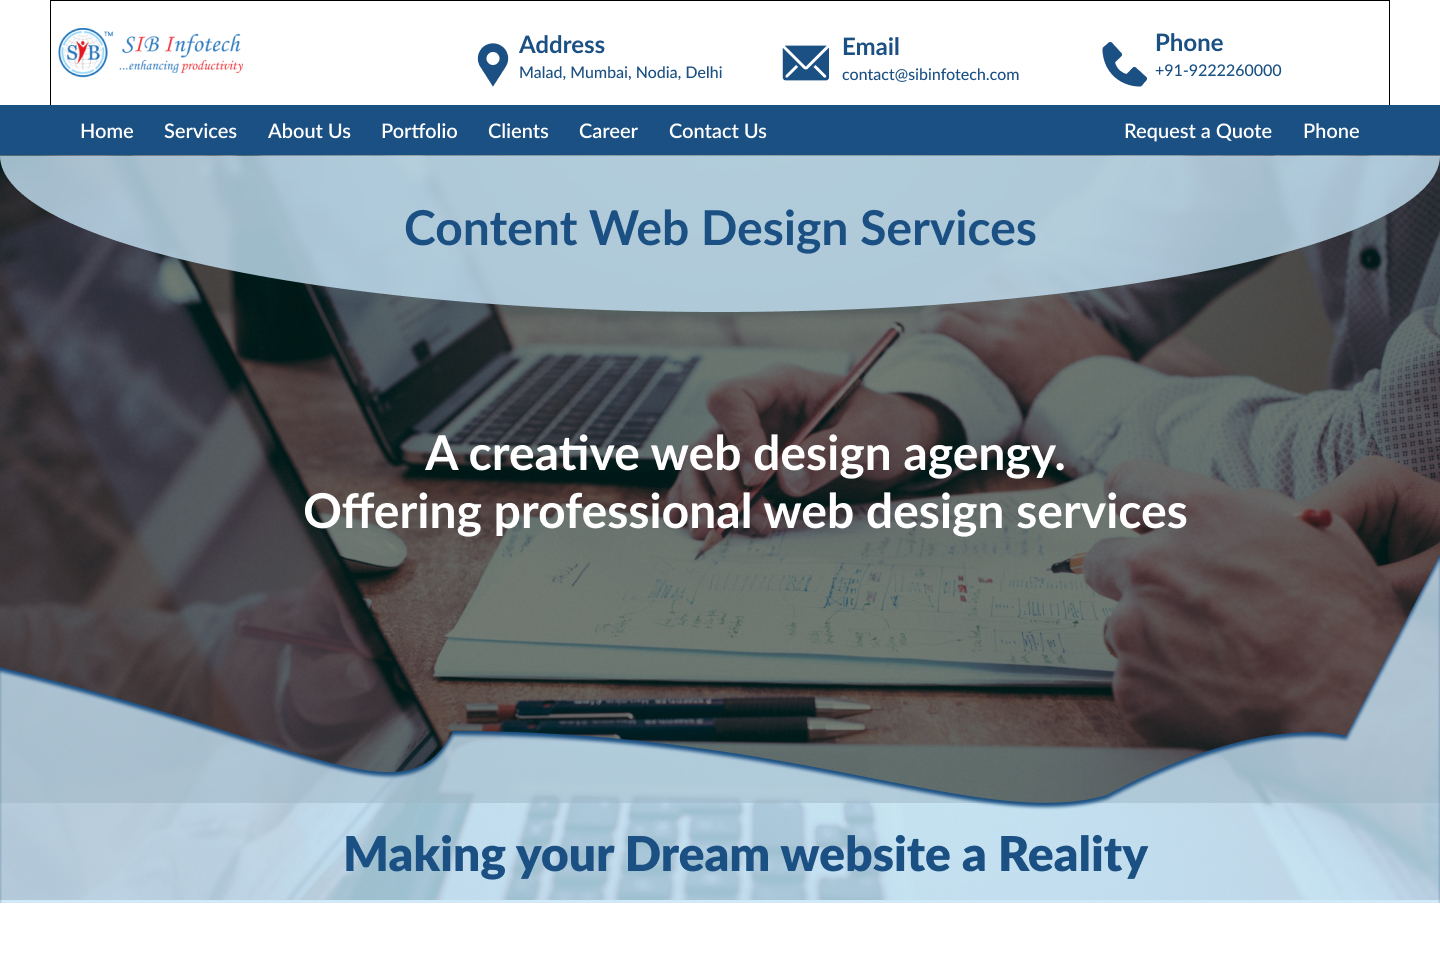 SIB TM
SIB Infotech
...enhancing productivity
Address
Malad, Mumbai, Nodia, Delhi
Email
contact@sibinfotech.com
Phone
+91-9222260000
Home Services About Us Portfolio Clients Career Contact Us Request a Quote Phone
Content Web Design Services
A creative web design agengy.
Offering professional web design services
Making your Dream website a Reality